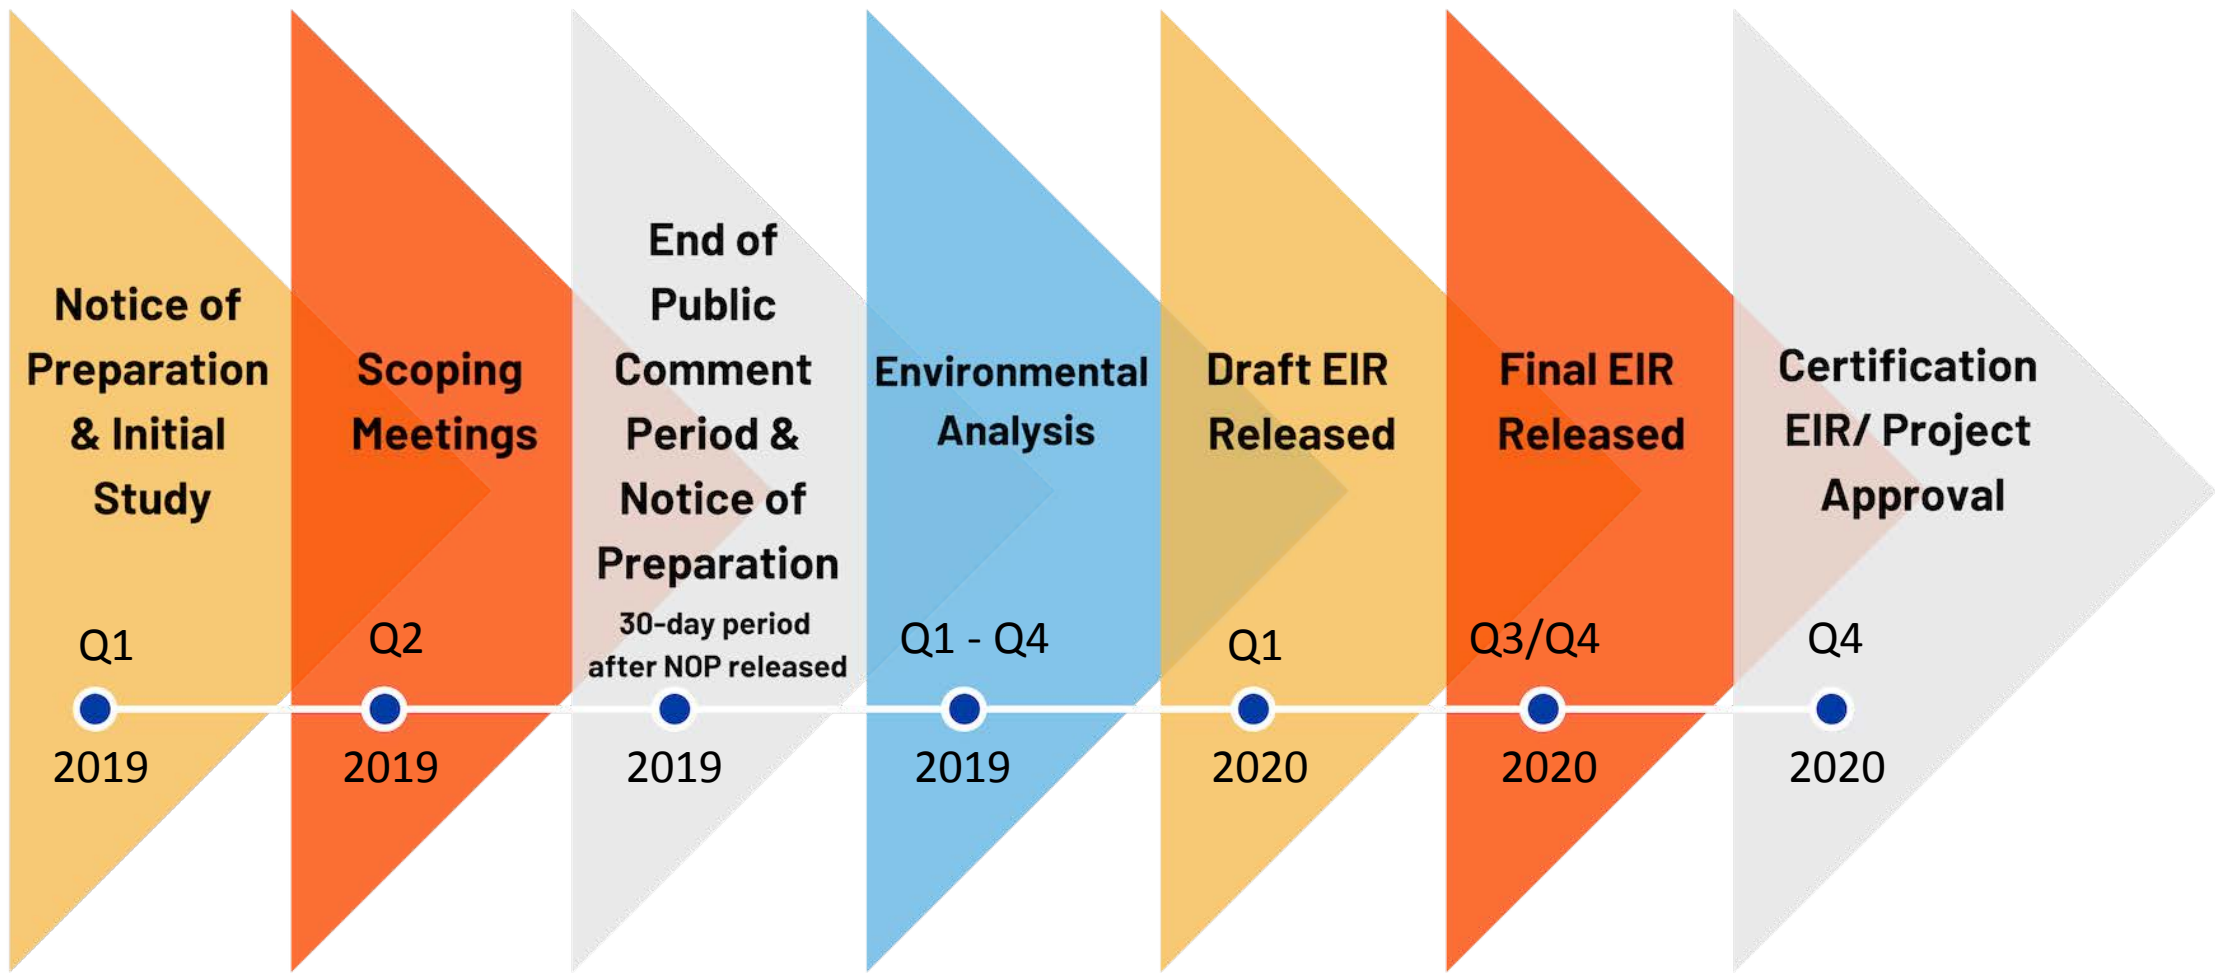 Notice of
Preparation
& Initial
Study
Q1
2019
Scoping
Meetings
Q2
2019
End of
Public
Comment
Period &
Notice of
Preparation
30-day period
after NOP released
2019
Environmental
Analysis
Q1 - Q4
2019
Draft EIR
Released
Q1
2020
Final EIR
Released
Q3/Q4
2020
Certification
EIR/ Project
Approval
Q4
2020